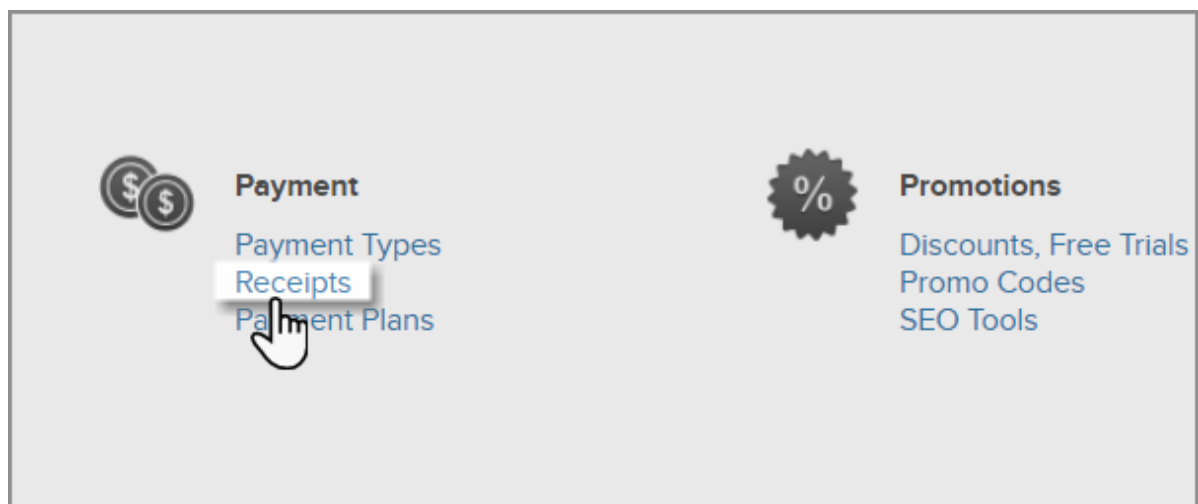 Payment
Payment Types
Receipts
Payment Plans
Promotions
Discounts, Free Trials
Promo Codes
SEO Tools
$
$
%